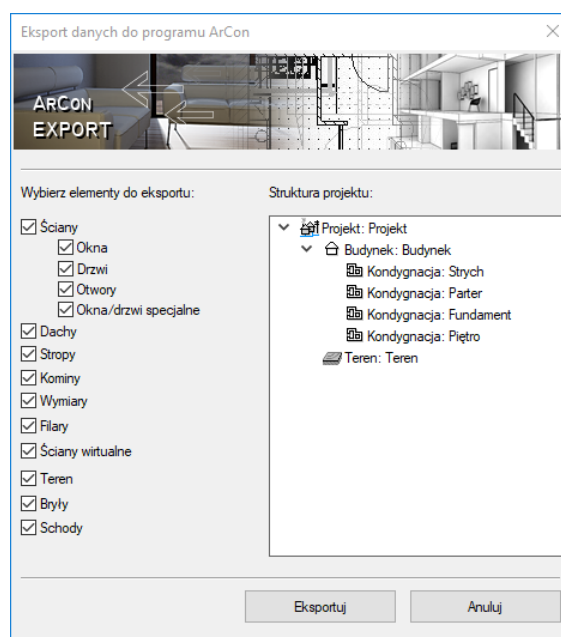 Eksport danych do programu ArCon
ARCON
EXPORT
Wybierz elementy do eksportu:
Ściany
Okna
Drzwi
Otwory
Okna/drzwi specjalne
Dachy
Stropy
Kominy
Wymiary
Filary
Ściany wirtualne
Teren
Bryły
Schody
Struktura projektu:
Projekt: Projekt
Budynek: Budynek
Kondygnacja: Strych
Kondygnacja: Parter
Kondygnacja: Fundament
Kondygnacja: Piętro
Teren: Teren
Eksportuj
Anuluj